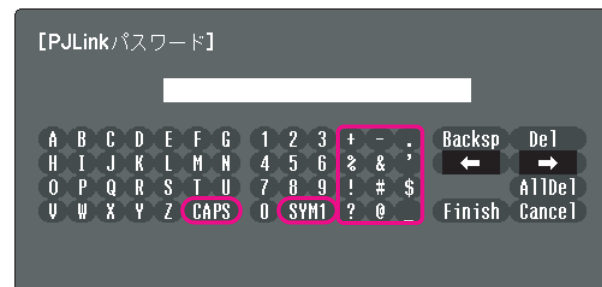 [PJLinkパスワード]
A B C D E F G 1 2 3 + - . Backsp Del
H I J K L M N 4 5 6 % & ’ ← →
O P Q R S T U 7 8 9 ! # $ AllDel
V W X Y Z CAPS 0 SYM1 ? @ _ Finish Cancel